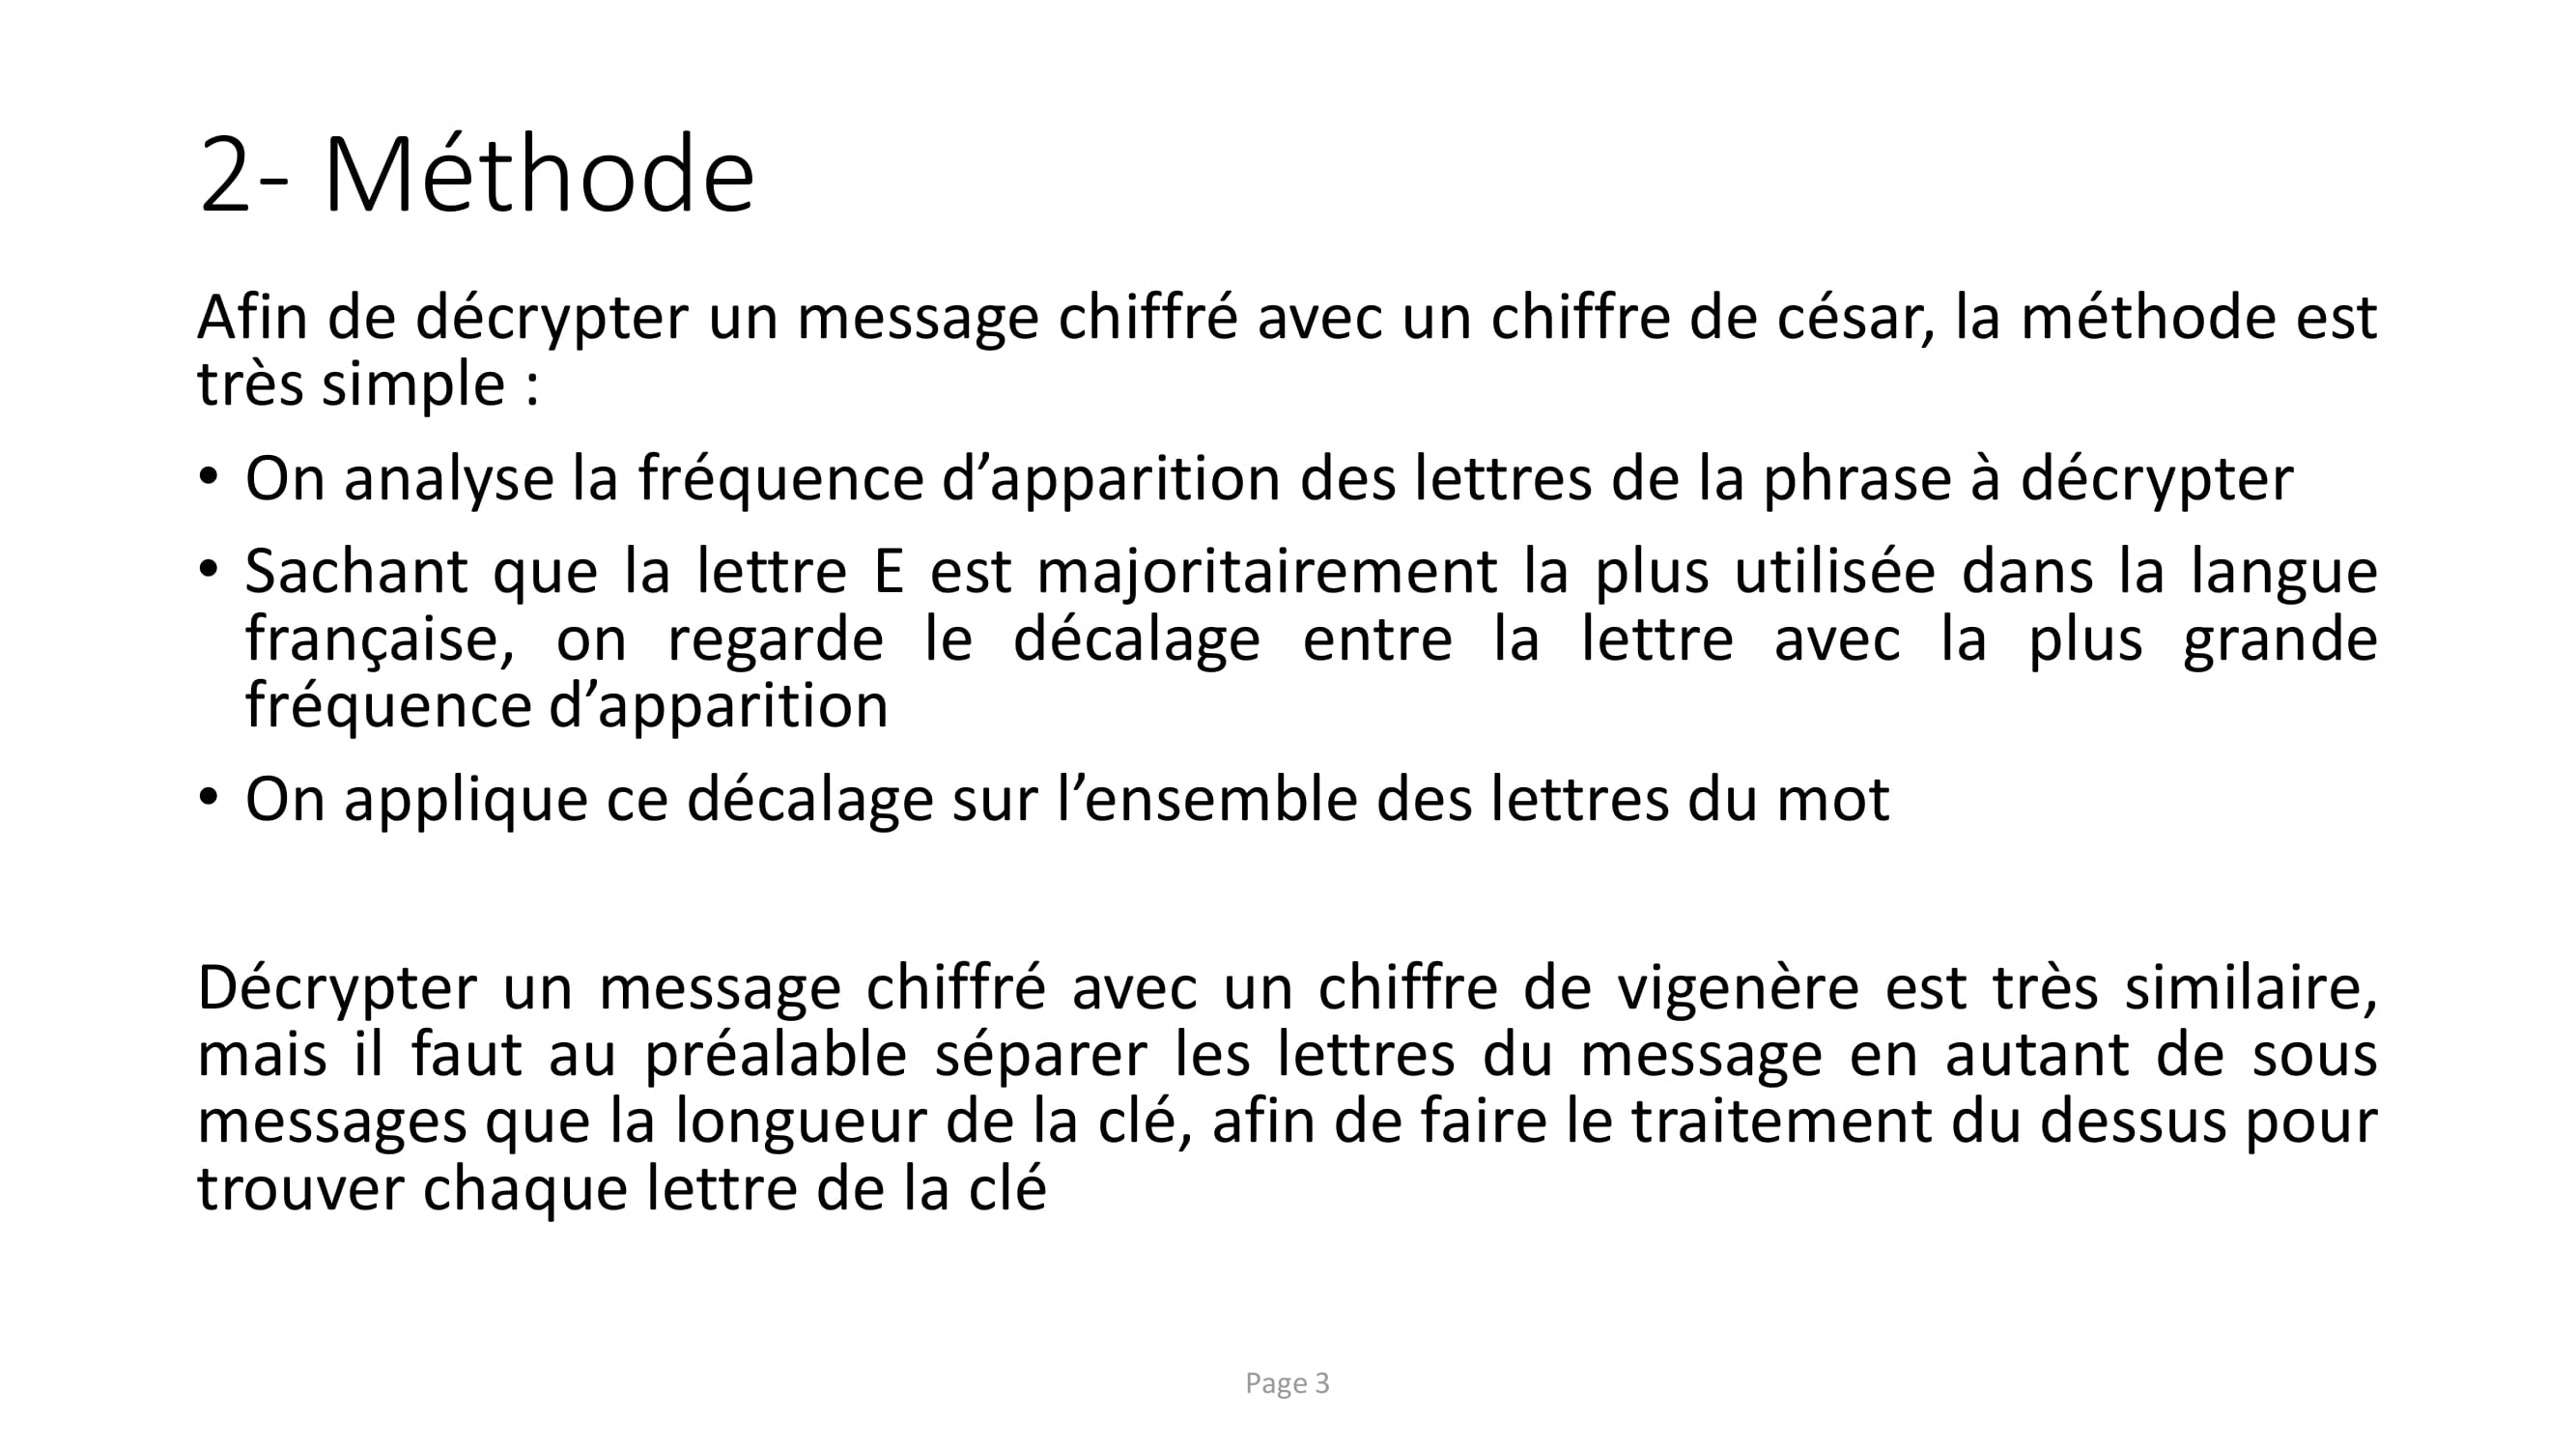 2- Méthode
Afin de décrypter un message chiffré avec un chiffre de césar, la méthode est
très simple :
• On analyse la fréquence d’apparition des lettres de la phrase à décrypter
• Sachant que la lettre E est majoritairement la plus utilisée dans la langue
française, on regarde le décalage entre la lettre avec la plus grande
fréquence d’apparition
• On applique ce décalage sur l’ensemble des lettres du mot
Décrypter un message chiffré avec un chiffre de vigenère est très similaire,
mais il faut au préalable séparer les lettres du message en autant de sous
messages que la longueur de la clé, afin de faire le traitement du dessus pour
trouver chaque lettre de la clé
Page 3